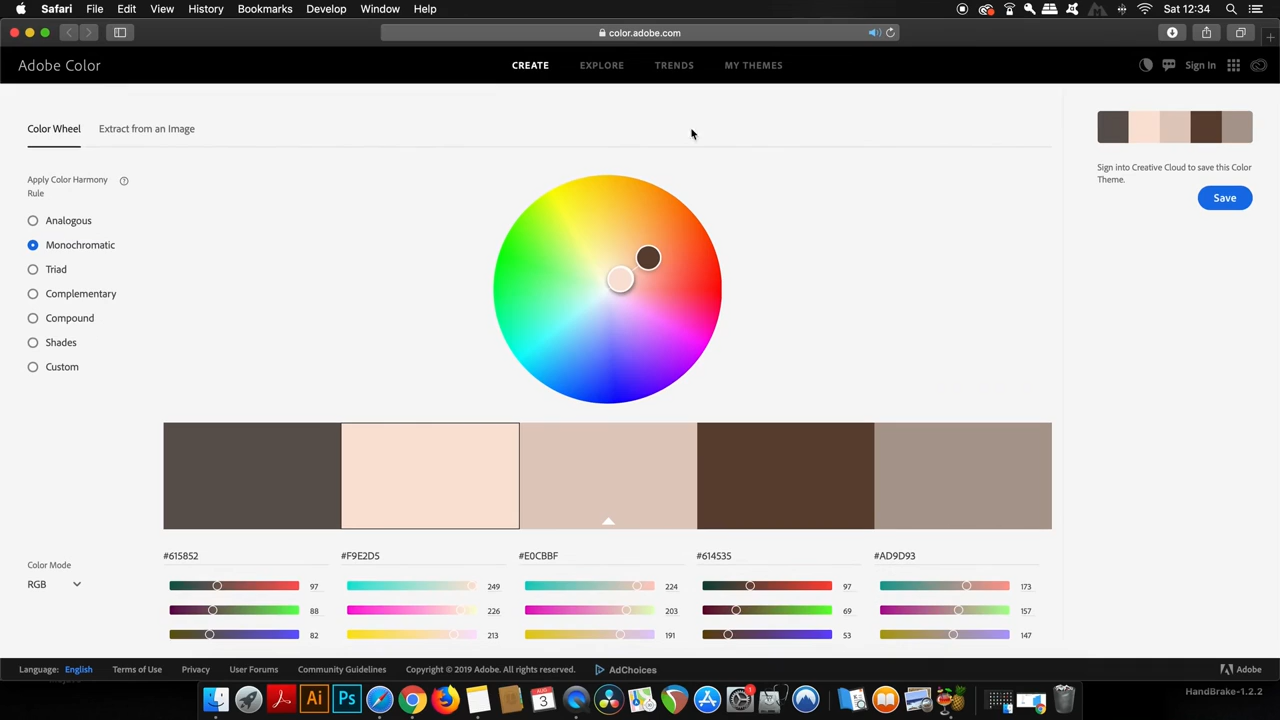 Safari File Edit View History Bookmarks Develop Window Help
Sat 12:34
color.adobe.com
Adobe Color
CREATE EXPLORE TRENDS MY THEMES
Sign In
Color Wheel
Extract from an Image
Apply Color Harmony
Rule
Analogous
Monochromatic
Triad
Complementary
Compound
Shades
Custom
Sign into Creative Cloud to save this Color
Theme.
Save
#615852 #F9E2D5 #E0CBBF #614535 #AD9D93
Color Mode
RGB
97 249 224 97 173
88 226 203 69 157
82 213 191 53 147
Language: English Terms of Use Privacy User Forums Community Guidelines Copyright © 2019 Adobe. All rights reserved. AdChoices
Adobe
Ai
Ps
AUG
3
1
HandBrake-1.2.2